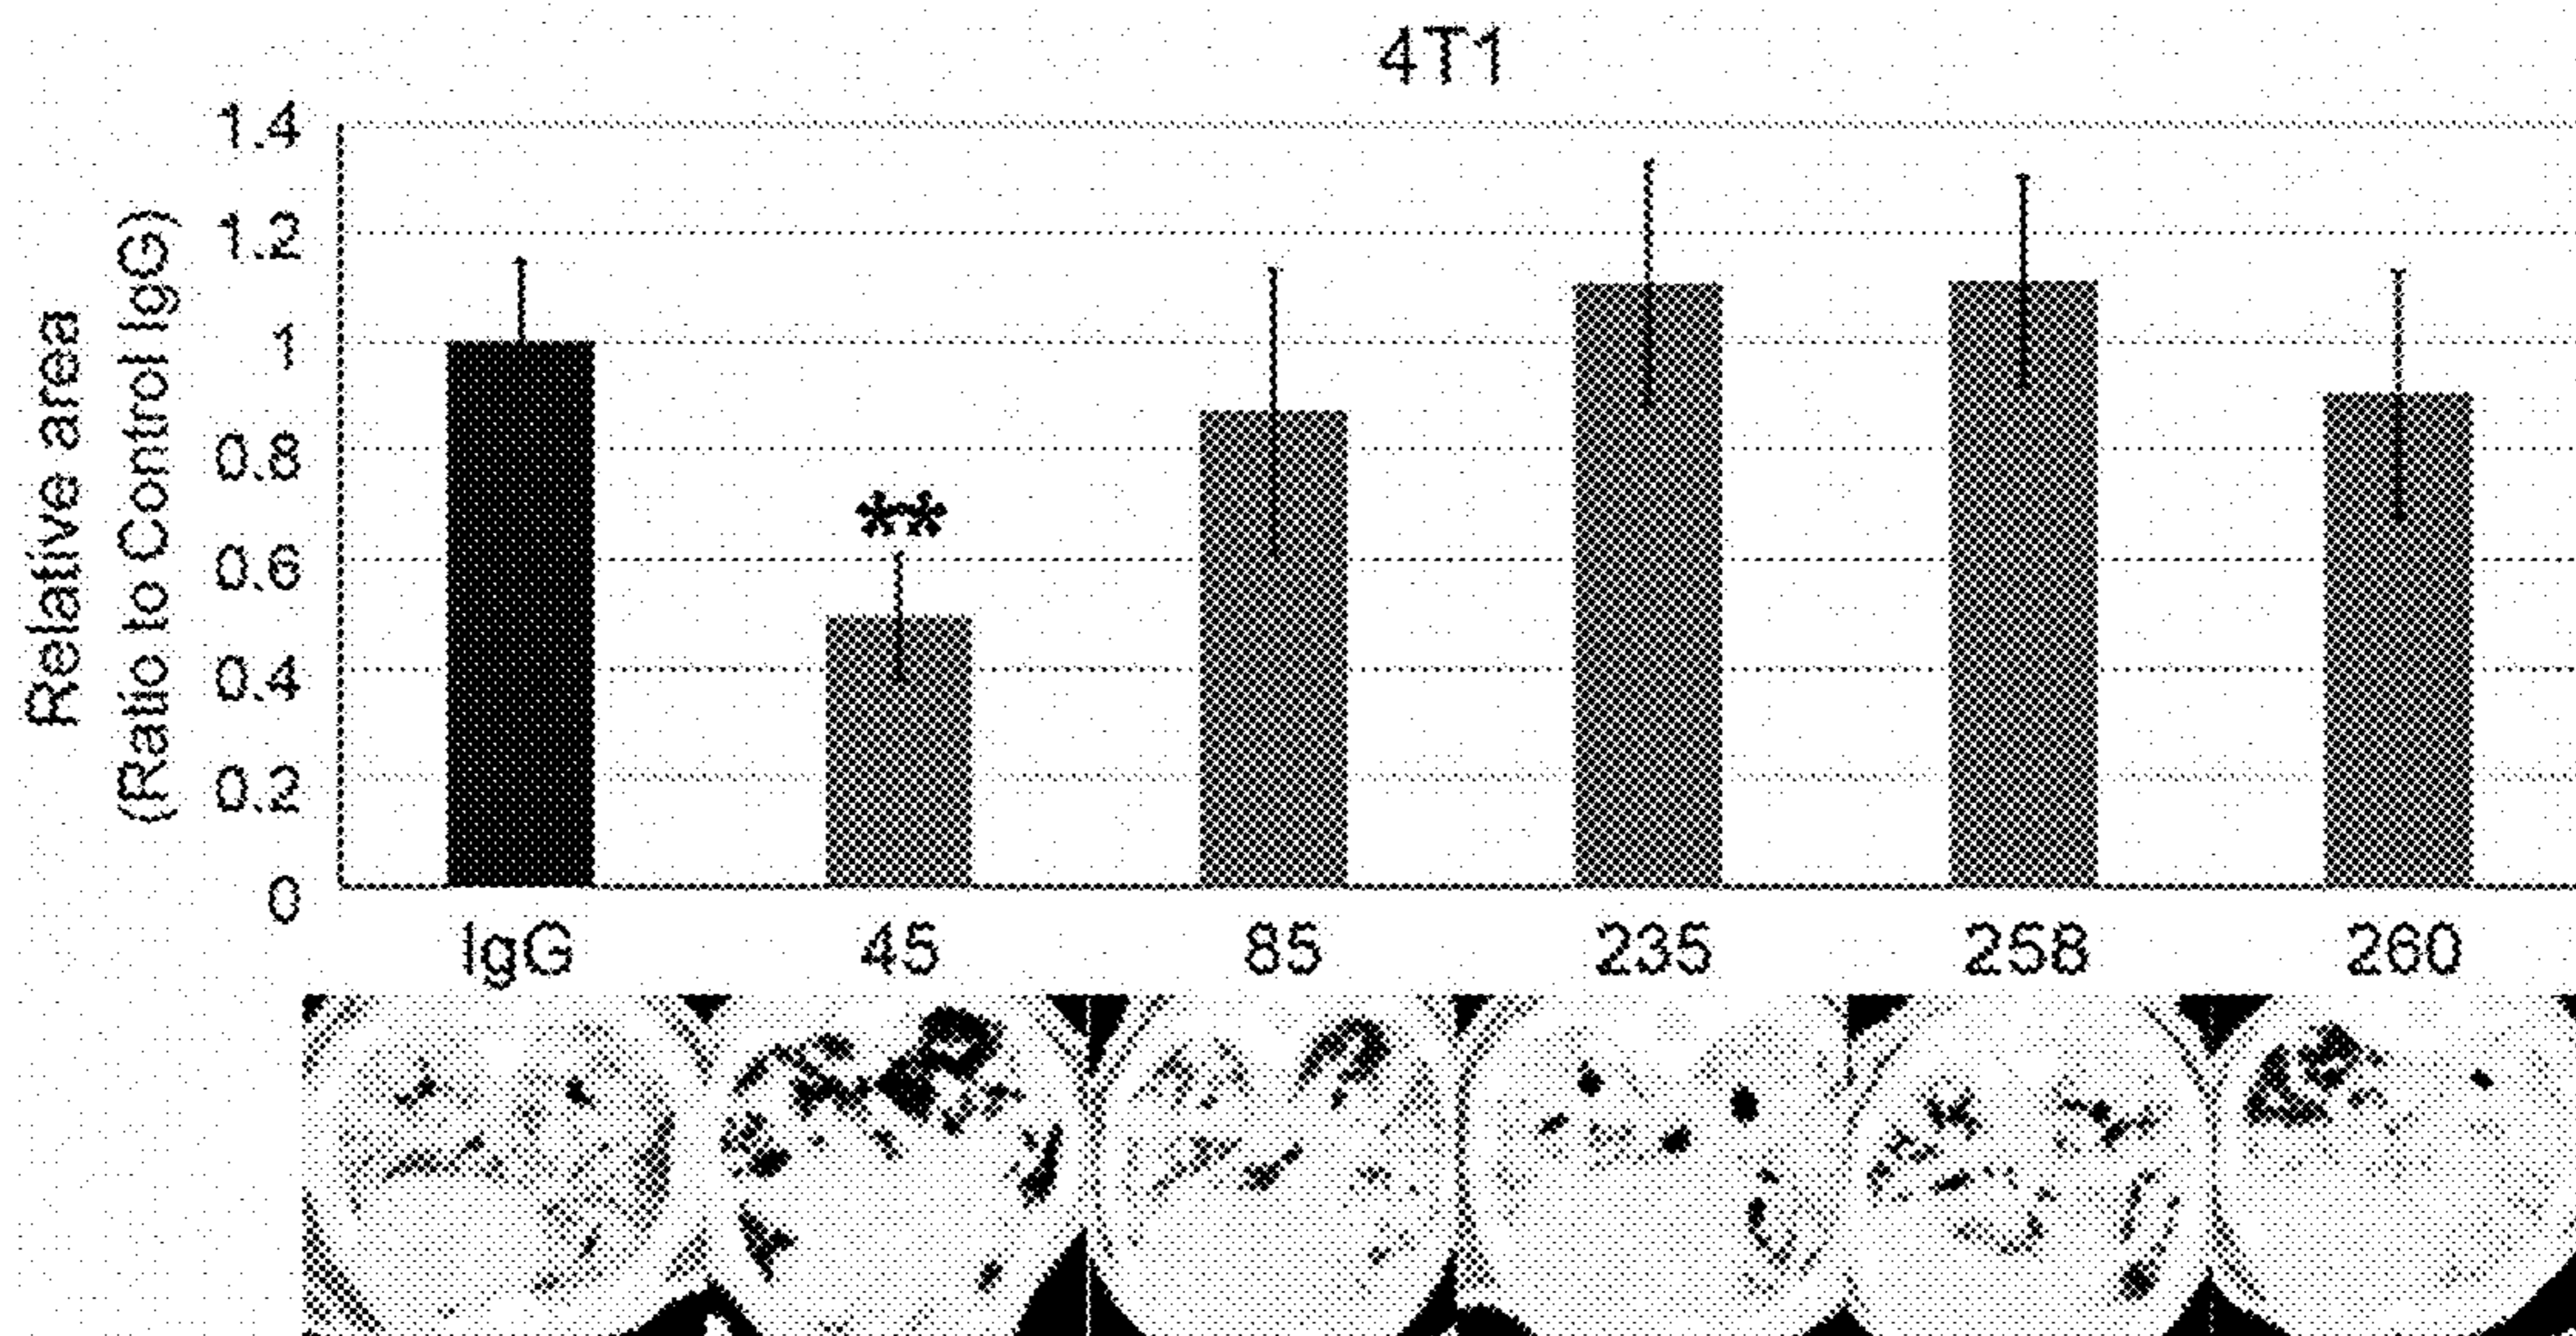 4T1
Relative area
(Ratio to Control IgG)
1.4
1.2
1
0.8
0.6
0.4
0.2
0
**
IgG 45 85 235 258 260